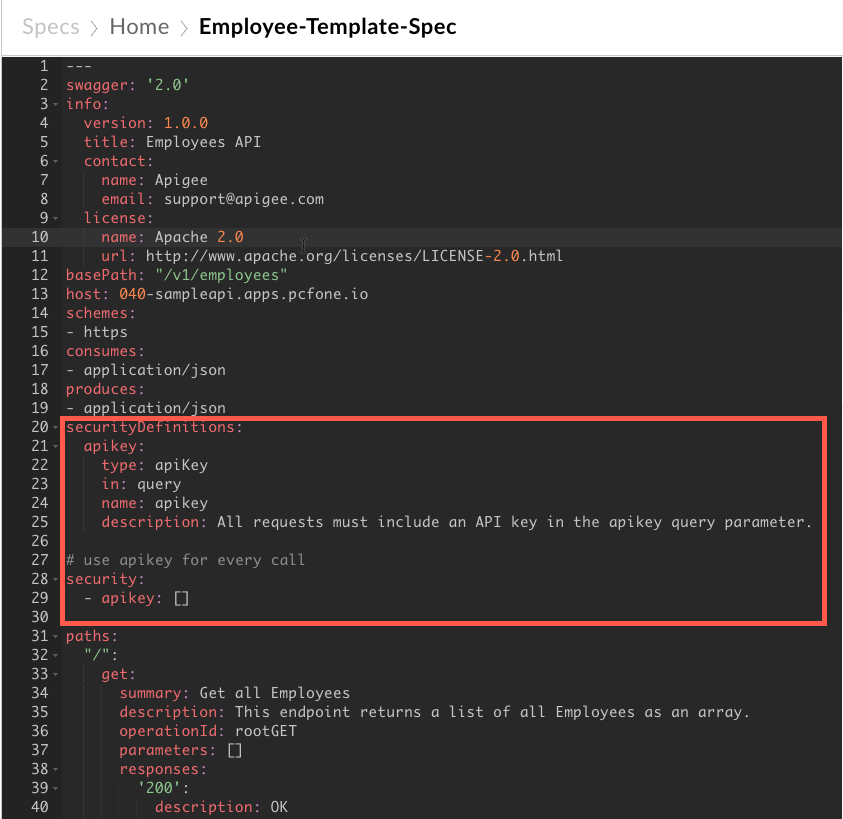 Specs > Home > Employee-Template-Spec
1 ---
2 swagger: '2.0'
3 info:
4   version: 1.0.0
5   title: Employees API
6   contact:
7     name: Apigee
8     email: support@apigee.com
9   license:
10     name: Apache 2.0
11     url: http://www.apache.org/licenses/LICENSE-2.0.html
12 basePath: "/v1/employees"
13 host: 040-sampleapi.apps.pcfone.io
14 schemes:
15 - https
16 consumes:
17 - application/json
18 produces:
19 - application/json
20 securityDefinitions:
21   apikey:
22     type: apiKey
23     in: query
24     name: apikey
25     description: All requests must include an API key in the apikey query parameter.
26
27 # use apikey for every call
28 security:
29   - apikey: []
30
31 paths:
32   "/":
33     get:
34       summary: Get all Employees
35       description: This endpoint returns a list of all Employees as an array.
36       operationId: rootGET
37       parameters: []
38       responses:
39         '200':
40           description: OK